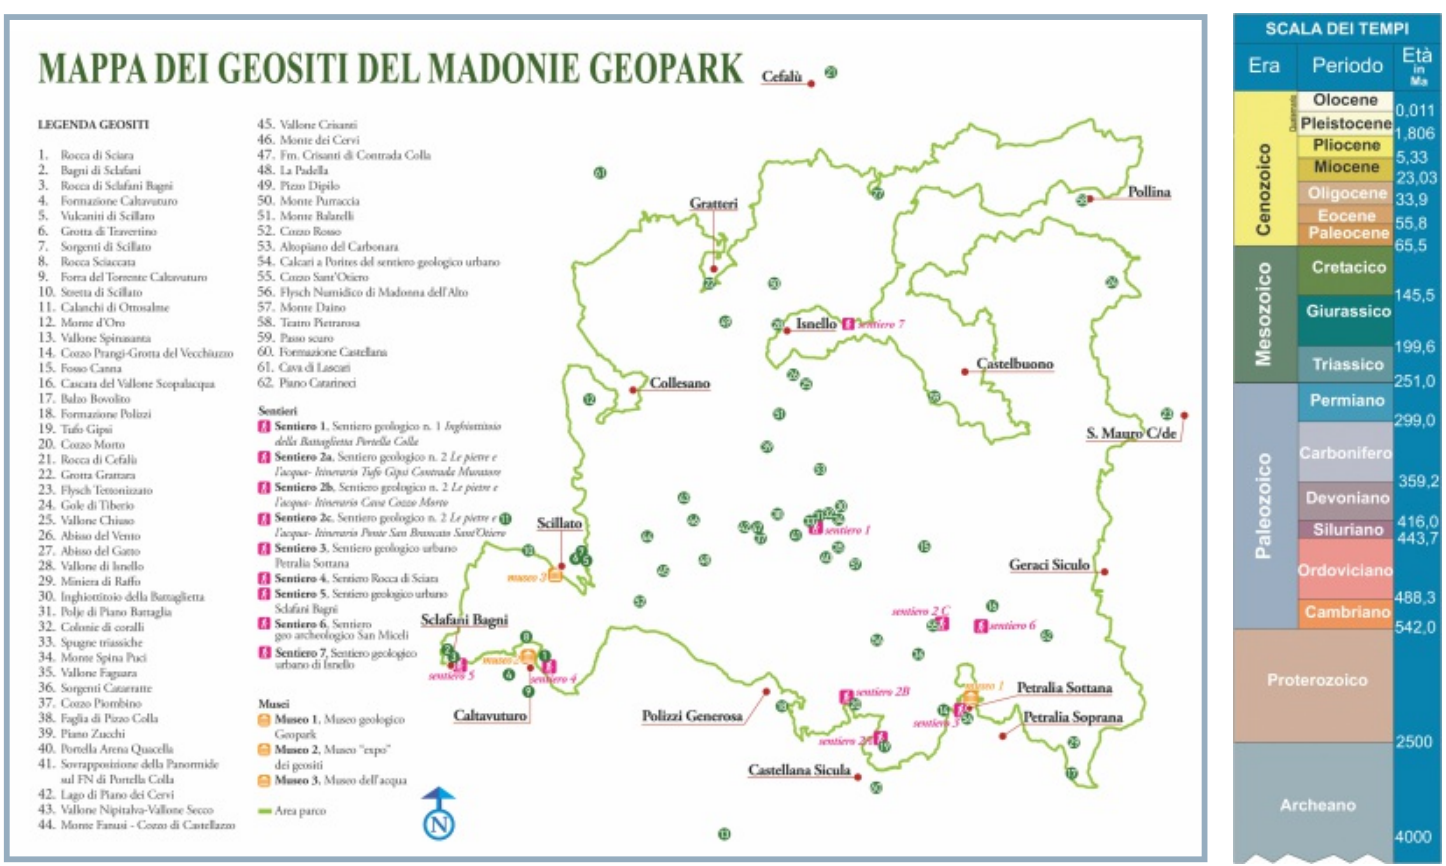 MAPPA DEI GEOSITI DEL MADONIE GEOPARK
LEGENDA GEOSITI
1. Rocca di Sciara
2. Bagni di Sclafani
3. Rocca di Sclafani Bagni
4. Formazione Caltavuturo
5. Vulcaniti di Scillato
6. Grotta di Travertino
7. Sorgenti di Scillato
8. Rocca Sciaccata
9. Forra del Torrente Caltavuturo
10. Stretta di Scillato
11. Calanchi di Ottosalme
12. Monte d'Oro
13. Vallone Spinasanta
14. Cozzo Prangi-Grotta del Vecchiuzzo
15. Fosso Canna
16. Cascata del Vallone Scopalacqua
17. Balzo Bovolito
18. Formazione Polizzi
19. Tufo Gipsi
20. Cozzo Morto
21. Rocca di Cefalù
22. Grotta Grattara
23. Flysch Tettonizzato
24. Gole di Tiberio
25. Vallone Chiuso
26. Abisso del Vento
27. Abisso del Gatto
28. Vallone di Isnello
29. Miniera di Raffo
30. Inghiottitoio della Battaglietta
31. Polje di Piano Battaglia
32. Colonie di coralli
33. Spugne triassiche
34. Monte Spina Puci
35. Vallone Faguara
36. Sorgenti Catarratte
37. Cozzo Piombino
38. Faglia di Pizzo Colla
39. Piano Zucchi
40. Portella Arena Quacella
41. Sovrapposizione della Panormide
sul FN di Portella Colla
42. Lago di Piano dei Cervi
43. Vallone Nipitalva-Vallone Secco
44. Monte Fanusi - Cozzo di Castellazzo
45. Vallone Crisanti
46. Monte dei Cervi
47. Fm. Crisanti di Contrada Colla
48. La Padella
49. Pizzo Dipilo
50. Monte Purraccia
51. Monte Balatelli
52. Cozzo Rosso
53. Altopiano del Carbonara
54. Calcari a Porites del sentiero geologico urbano
55. Cozzo Sant'Otiero
56. Flysch Numidico di Madonna dell'Alto
57. Monte Daino
58. Teatro Pietrarosa
59. Passo scuro
60. Formazione Castellana
61. Cava di Lascari
62. Piano Catarineci
Sentieri
Sentiero 1, Sentiero geologico n. 1 Inghiottitoio
della Battaglietta Portella Colla
Sentiero 2a, Sentiero geologico n. 2 Le pietre e
l'acqua- Itinerario Tufo Gipsi Contrada Muratore
Sentiero 2b, Sentiero geologico n. 2 Le pietre e
l'acqua- Itinerario Cava Cozzo Morto
Sentiero 2c, Sentiero geologico n. 2 Le pietre e
l'acqua- Itinerario Ponte San Brancato Sant'Otiero
Sentiero 3, Sentiero geologico urbano
Petralia Sottana
Sentiero 4, Sentiero Rocca di Sciara
Sentiero 5, Sentiero geologico urbano
Sclafani Bagni
Sentiero 6, Sentiero
geo archeologico San Miceli
Sentiero 7, Sentiero geologico
urbano di Isnello
Musei
Museo 1, Museo geologico
Geopark
Museo 2, Museo "expo"
dei geositi
Museo 3, Museo dell'acqua
Area parco
N
Cefalù
Pollina
Gratteri
Isnello
sentiero 7
Castelbuono
Collesano
S. Mauro C/de
Scillato
museo 3
sentiero 1
Geraci Siculo
sentiero 2 C
sentiero 6
Sclafani Bagni
museo 2
sentiero 5
sentiero 4
Caltavuturo
Polizzi Generosa
sentiero 2B
museo 1
Petralia Sottana
sentiero 3
Petralia Soprana
sentiero 2A
Castellana Sicula
SCALA DEI TEMPI
Era Periodo Età
in
Ma
Cenozoico
Quaternario
Olocene
0,011
Pleistocene
1,806
Pliocene
5,33
Miocene
23,03
Oligocene
33,9
Eocene
55,8
Paleocene
65,5
Mesozoico
Cretacico
145,5
Giurassico
199,6
Triassico
251,0
Paleozoico
Permiano
299,0
Carbonifero
359,2
Devoniano
416,0
Siluriano
443,7
Ordoviciano
488,3
Cambriano
542,0
Proterozoico
2500
Archeano
4000